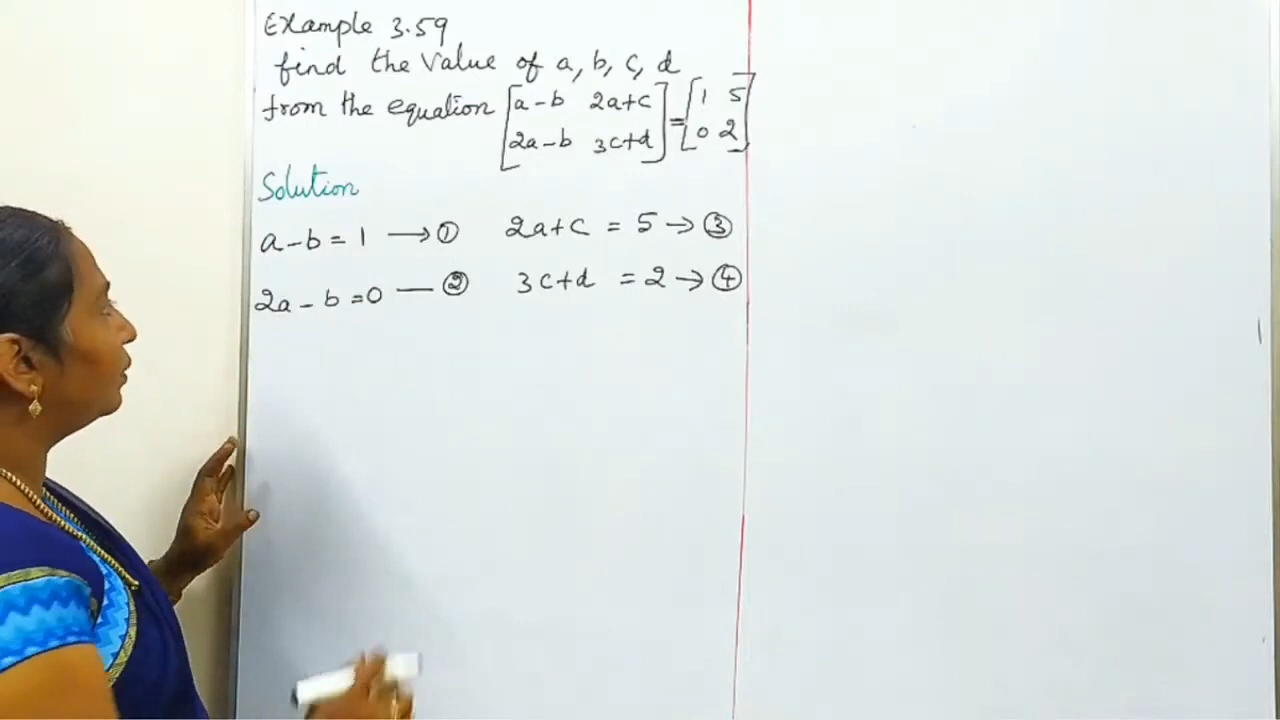 Example 3.59
find the value of a, b, c, d
from the equation [a-b 2a+c] = [1 5]
[2a-b 3c+d] [0 2]
Solution
a-b = 1 → ① 2a+c = 5 → ③
2a - b = 0 — ② 3c+d = 2 → ④